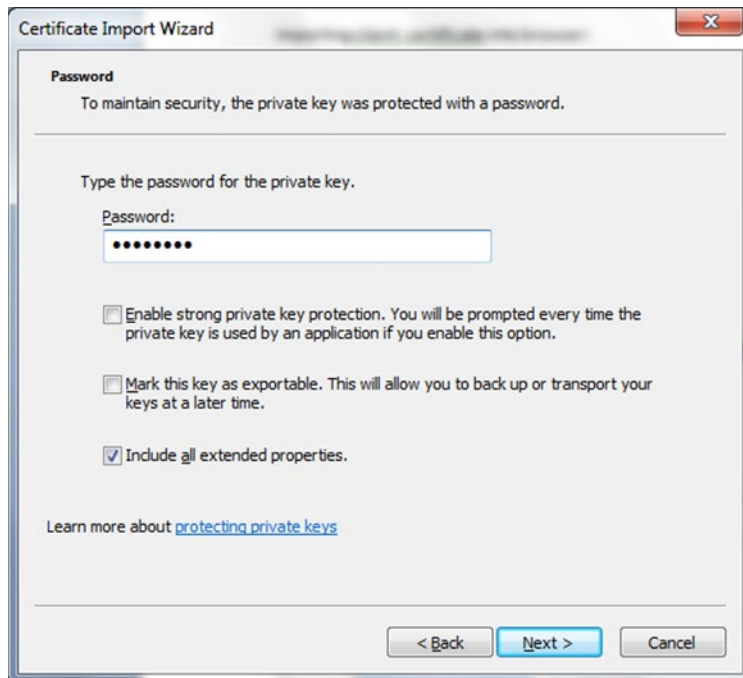 Certificate Import Wizard
Password
To maintain security, the private key was protected with a password.
Type the password for the private key.
Password:
••••••••
Enable strong private key protection. You will be prompted every time the
private key is used by an application if you enable this option.
Mark this key as exportable. This will allow you to back up or transport your
keys at a later time.
Include all extended properties.
Learn more about protecting private keys
< Back Next > Cancel